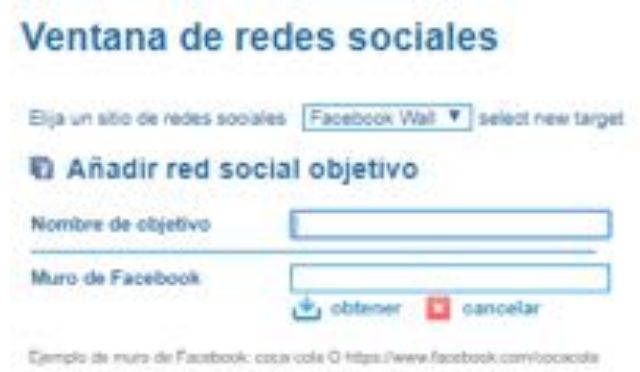 Ventana de redes sociales
Elija un sitio de redes sociales Facebook Wall select new target
Añadir red social objetivo
Nombre de objetivo
Muro de Facebook
obtener cancelar
Ejemplo de muro de Facebook: coca cola O https://www.facebook.com/cocacola